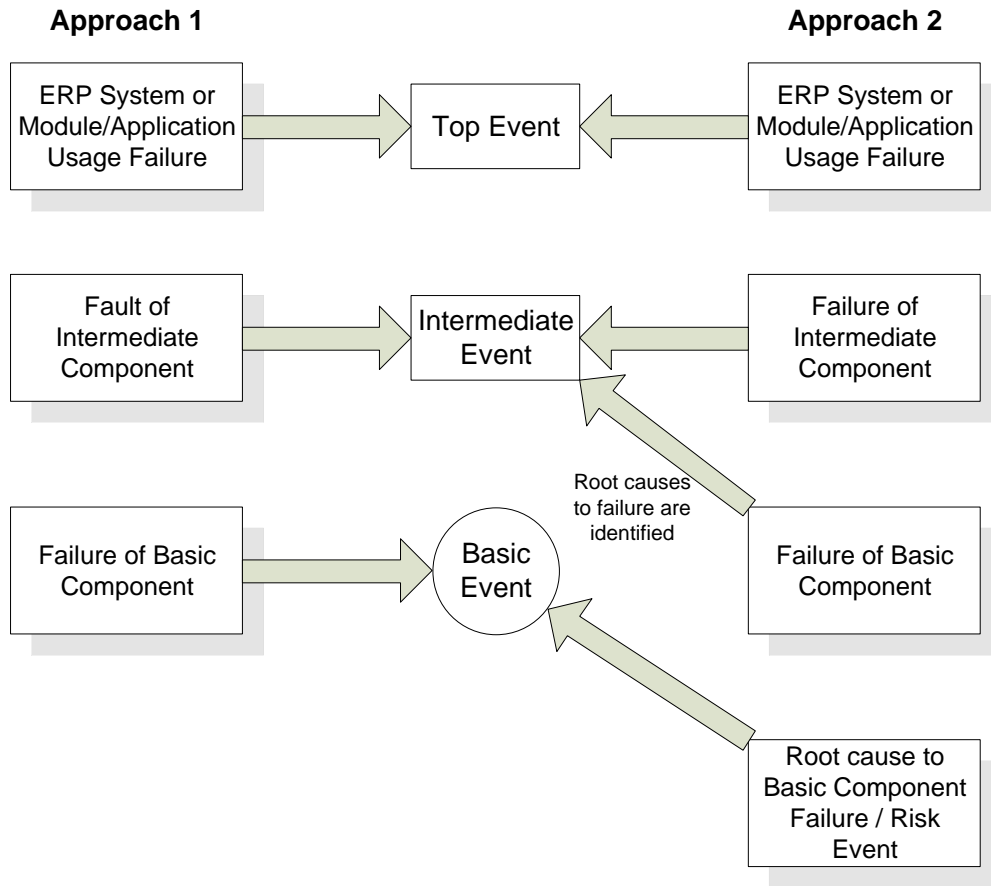 Approach 1
Approach 2
ERP System or
Module/Application
Usage Failure
Top Event
ERP System or
Module/Application
Usage Failure
Fault of
Intermediate
Component
Intermediate
Event
Failure of
Intermediate
Component
Root causes
to failure are
identified
Failure of Basic
Component
Basic
Event
Failure of Basic
Component
Root cause to
Basic Component
Failure / Risk
Event